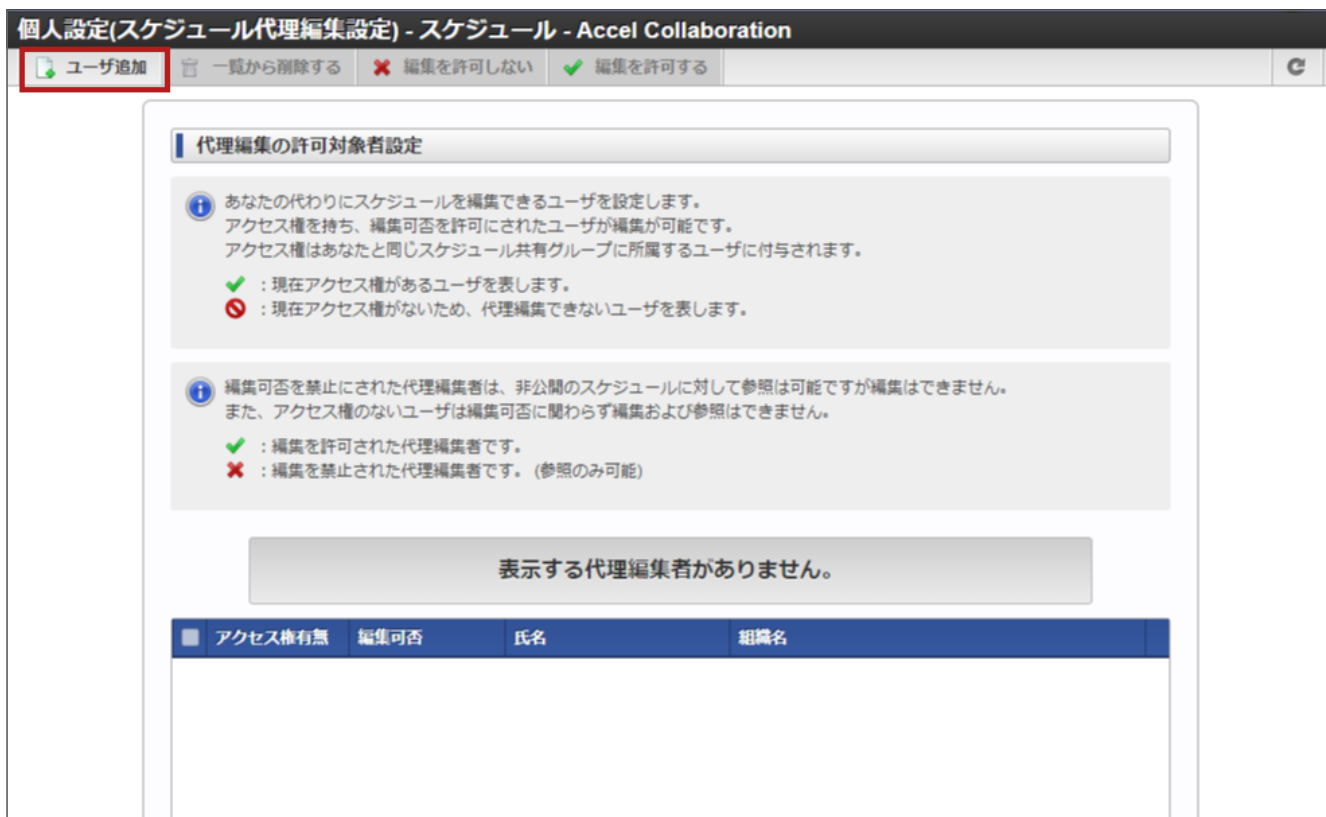 個人設定(スケジュール代理編集設定) - スケジュール - Accel Collaboration
ユーザ追加 一覧から削除する 編集を許可しない 編集を許可する
代理編集の許可対象者設定
あなたの代わりにスケジュールを編集できるユーザを設定します。
アクセス権を持ち、編集可否を許可にされたユーザが編集が可能です。
アクセス権はあなたと同じスケジュール共有グループに所属するユーザに付与されます。
：現在アクセス権があるユーザを表します。
：現在アクセス権がないため、代理編集できないユーザを表します。
編集可否を禁止にされた代理編集者は、非公開のスケジュールに対して参照は可能ですが編集はできません。
また、アクセス権のないユーザは編集可否に関わらず編集および参照はできません。
：編集を許可された代理編集者です。
：編集を禁止された代理編集者です。 (参照のみ可能)
表示する代理編集者がありません。
アクセス権有無 編集可否 氏名 組織名